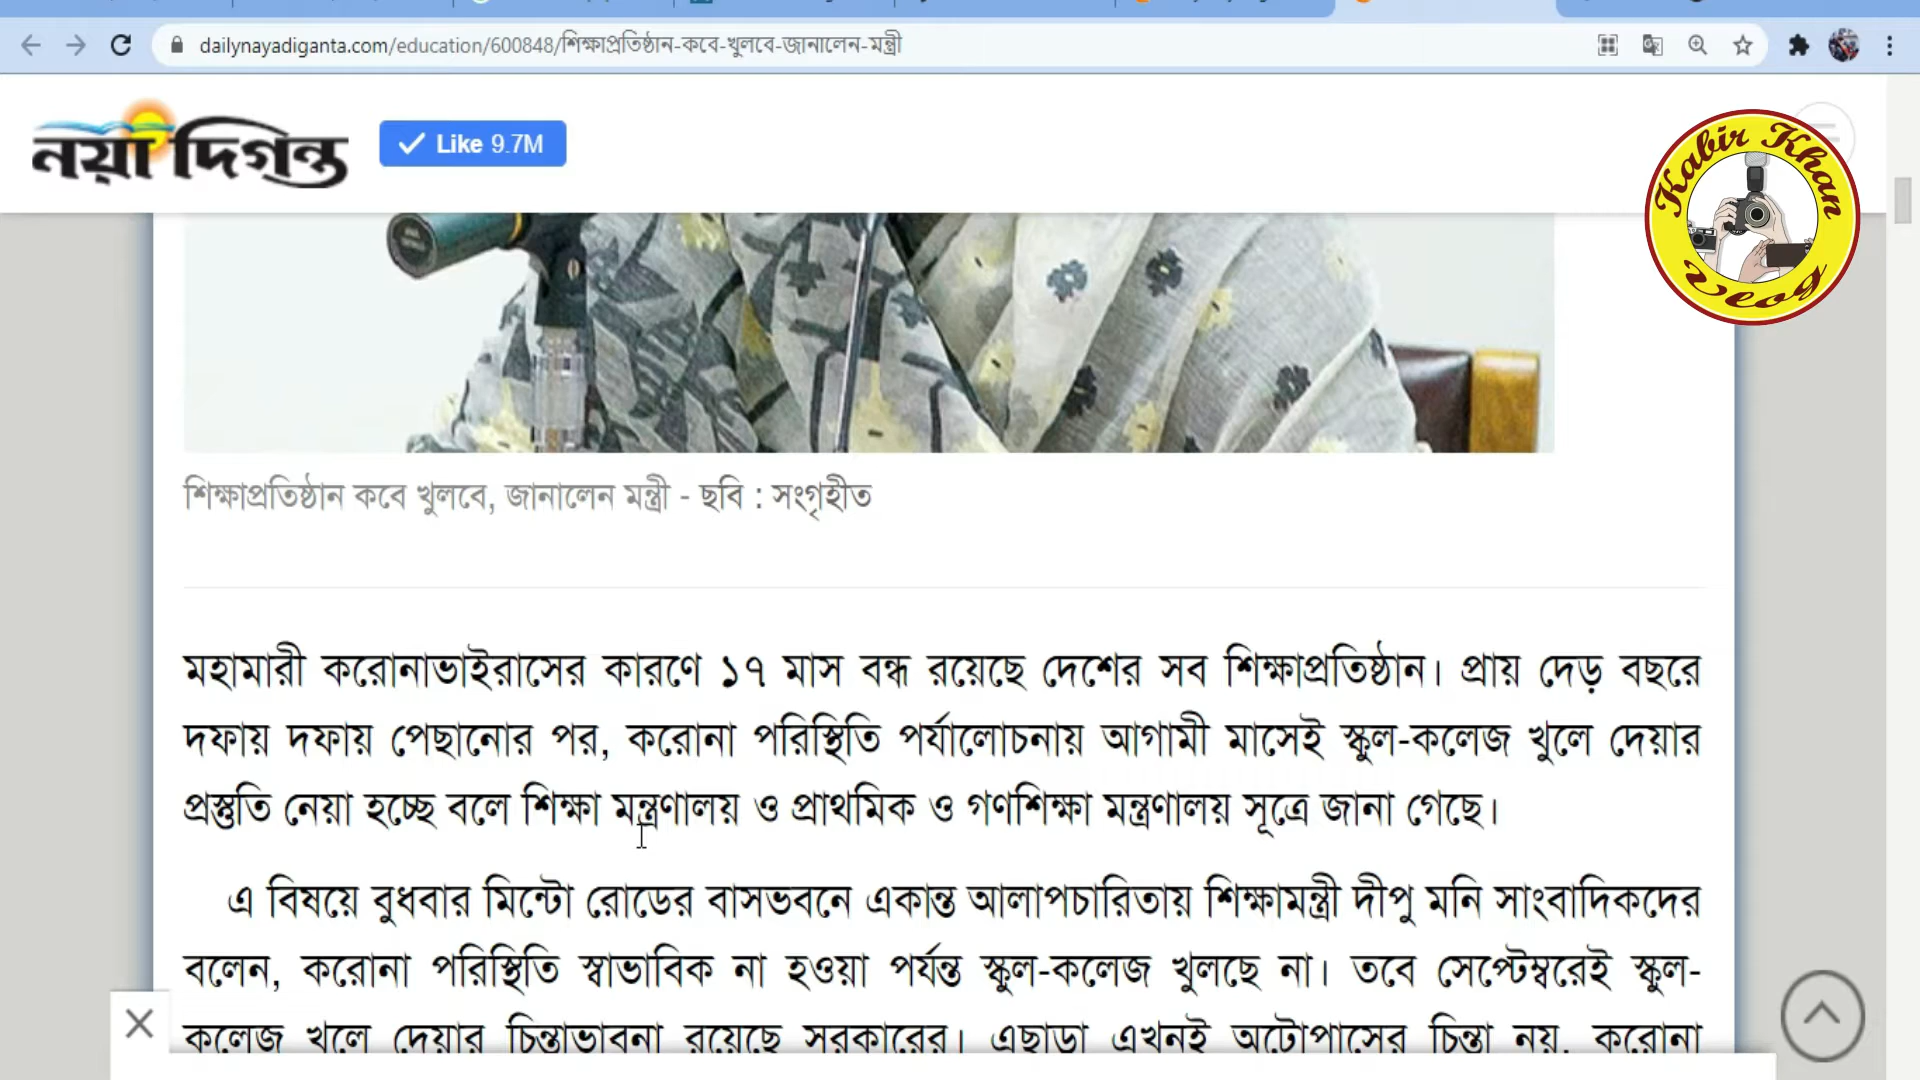 dailynayadiganta.com/education/600848/শিক্ষাপ্রতিষ্ঠান-কবে-খুলবে-জানালেন-মন্ত্রী
নয়া দিগন্ত
Like 9.7M
Kabir Khan
Vlog
শিক্ষাপ্রতিষ্ঠান কবে খুলবে, জানালেন মন্ত্রী - ছবি : সংগৃহীত
মহামারী করোনাভাইরাসের কারণে ১৭ মাস বন্ধ রয়েছে দেশের সব শিক্ষাপ্রতিষ্ঠান। প্রায় দেড় বছরে
দফায় দফায় পেছানোর পর, করোনা পরিস্থিতি পর্যালোচনায় আগামী মাসেই স্কুল-কলেজ খুলে দেয়ার
প্রস্তুতি নেয়া হচ্ছে বলে শিক্ষা মন্ত্রণালয় ও প্রাথমিক ও গণশিক্ষা মন্ত্রণালয় সূত্রে জানা গেছে।
এ বিষয়ে বুধবার মিন্টো রোডের বাসভবনে একান্ত আলাপচারিতায় শিক্ষামন্ত্রী দীপু মনি সাংবাদিকদের
বলেন, করোনা পরিস্থিতি স্বাভাবিক না হওয়া পর্যন্ত স্কুল-কলেজ খুলছে না। তবে সেপ্টেম্বরেই স্কুল-
কলেজ খুলে দেয়ার চিন্তাভাবনা রয়েছে সরকারের। এছাড়া এখনই অটোপাসের চিন্তা নয়, করোনা